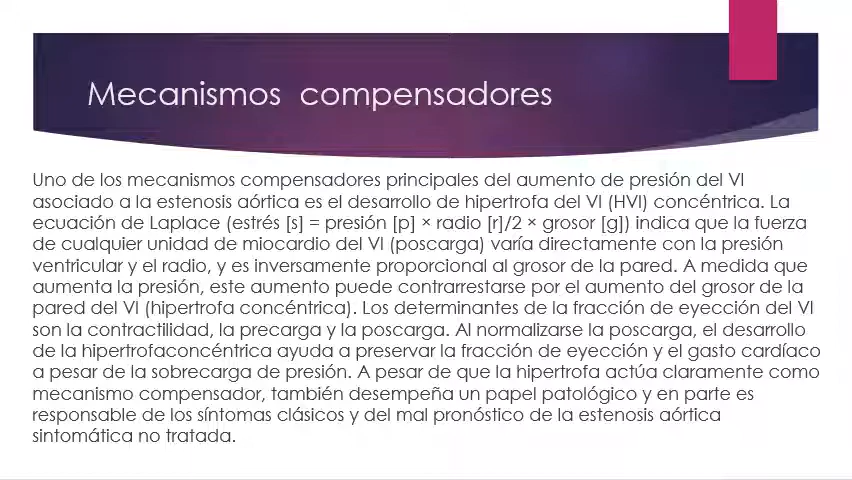 Mecanismos compensadores
Uno de los mecanismos compensadores principales del aumento de presión del VI
asociado a la estenosis aórtica es el desarrollo de hipertrofa del VI (HVI) concéntrica. La
ecuación de Laplace (estrés [s] = presión [p] × radio [r]/2 × grosor [g]) indica que la fuerza
de cualquier unidad de miocardio del VI (poscarga) varía directamente con la presión
ventricular y el radio, y es inversamente proporcional al grosor de la pared. A medida que
aumenta la presión, este aumento puede contrarrestarse por el aumento del grosor de la
pared del VI (hipertrofa concéntrica). Los determinantes de la fracción de eyección del VI
son la contractilidad, la precarga y la poscarga. Al normalizarse la poscarga, el desarrollo
de la hipertrofaconcéntrica ayuda a preservar la fracción de eyección y el gasto cardíaco
a pesar de la sobrecarga de presión. A pesar de que la hipertrofa actúa claramente como
mecanismo compensador, también desempeña un papel patológico y en parte es
responsable de los síntomas clásicos y del mal pronóstico de la estenosis aórtica
sintomática no tratada.